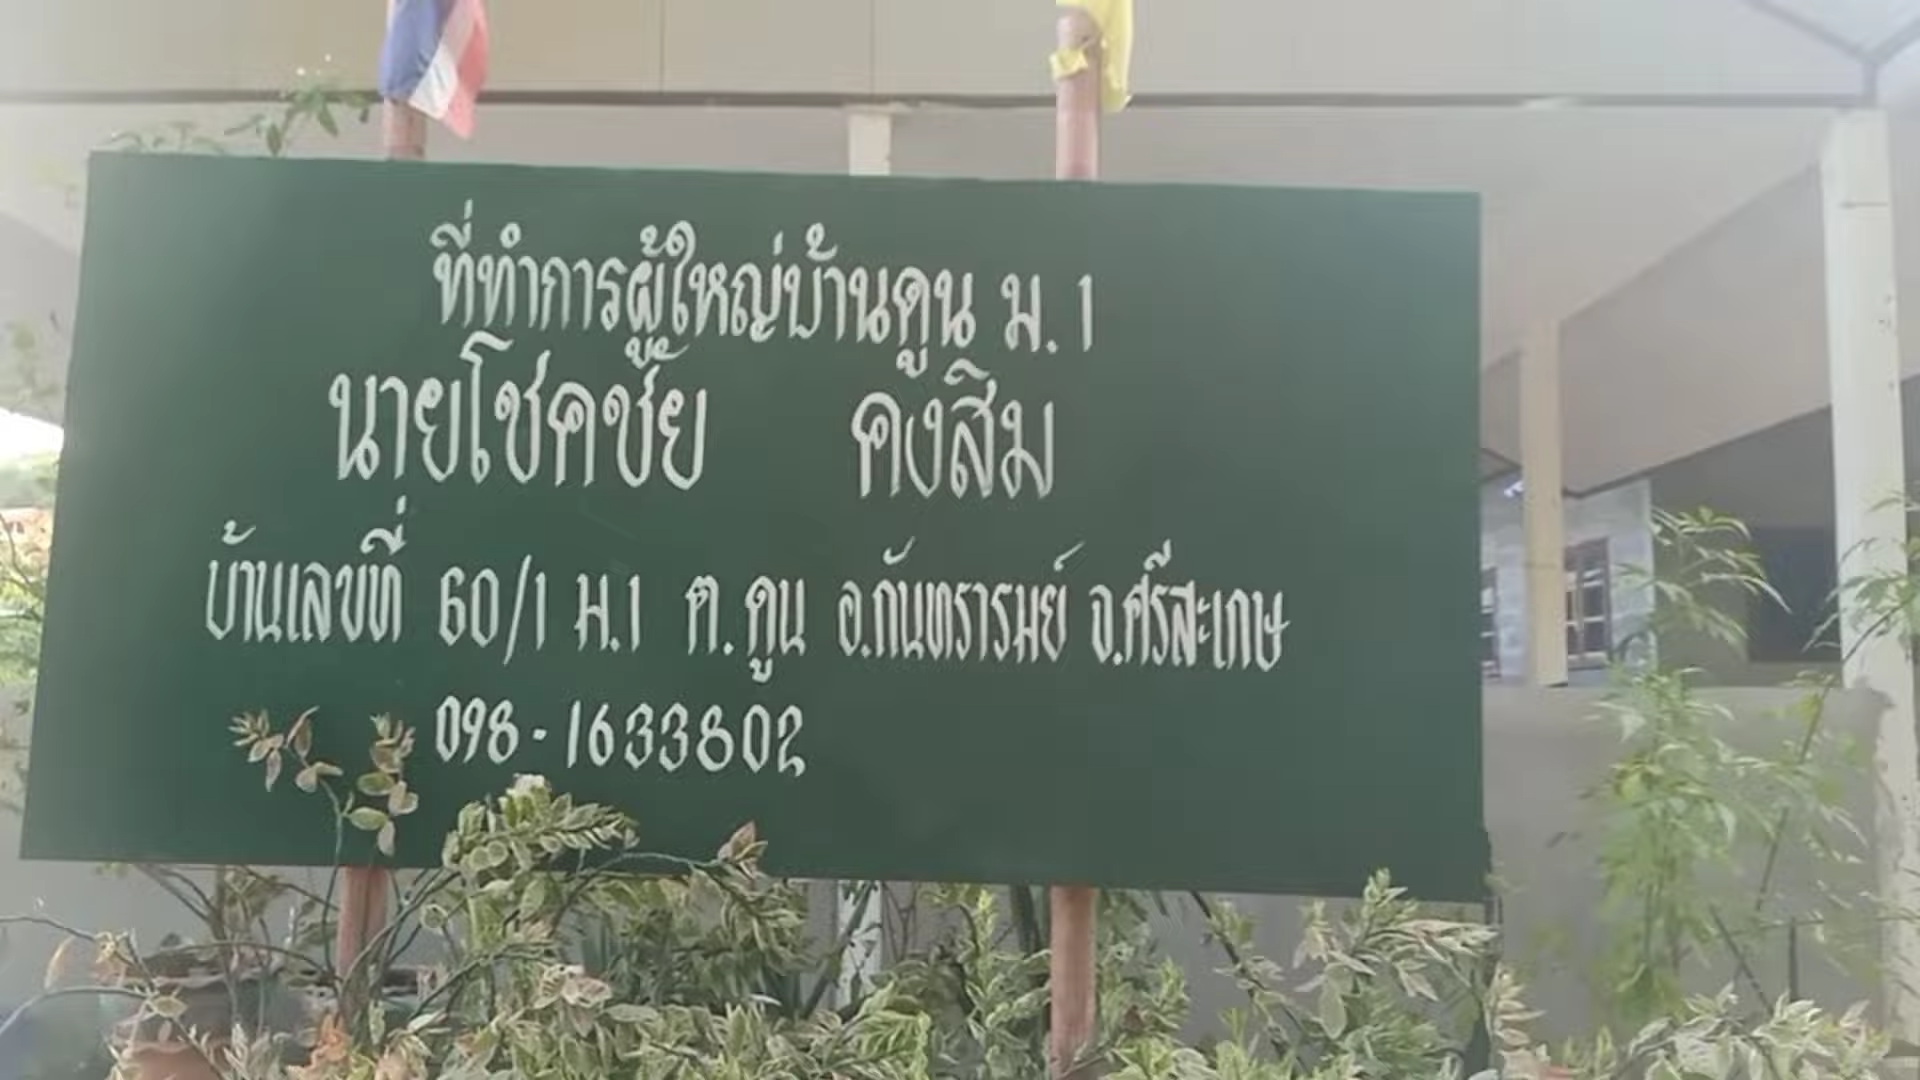 ที่ทำการผู้ใหญ่บ้านดูน ม.1
นายโชคชัย คงสิม
บ้านเลขที่ 60/1 ม.1 ต.ดูน อ.กันทรารมย์ จ.ศรีสะเกษ
098-1633802